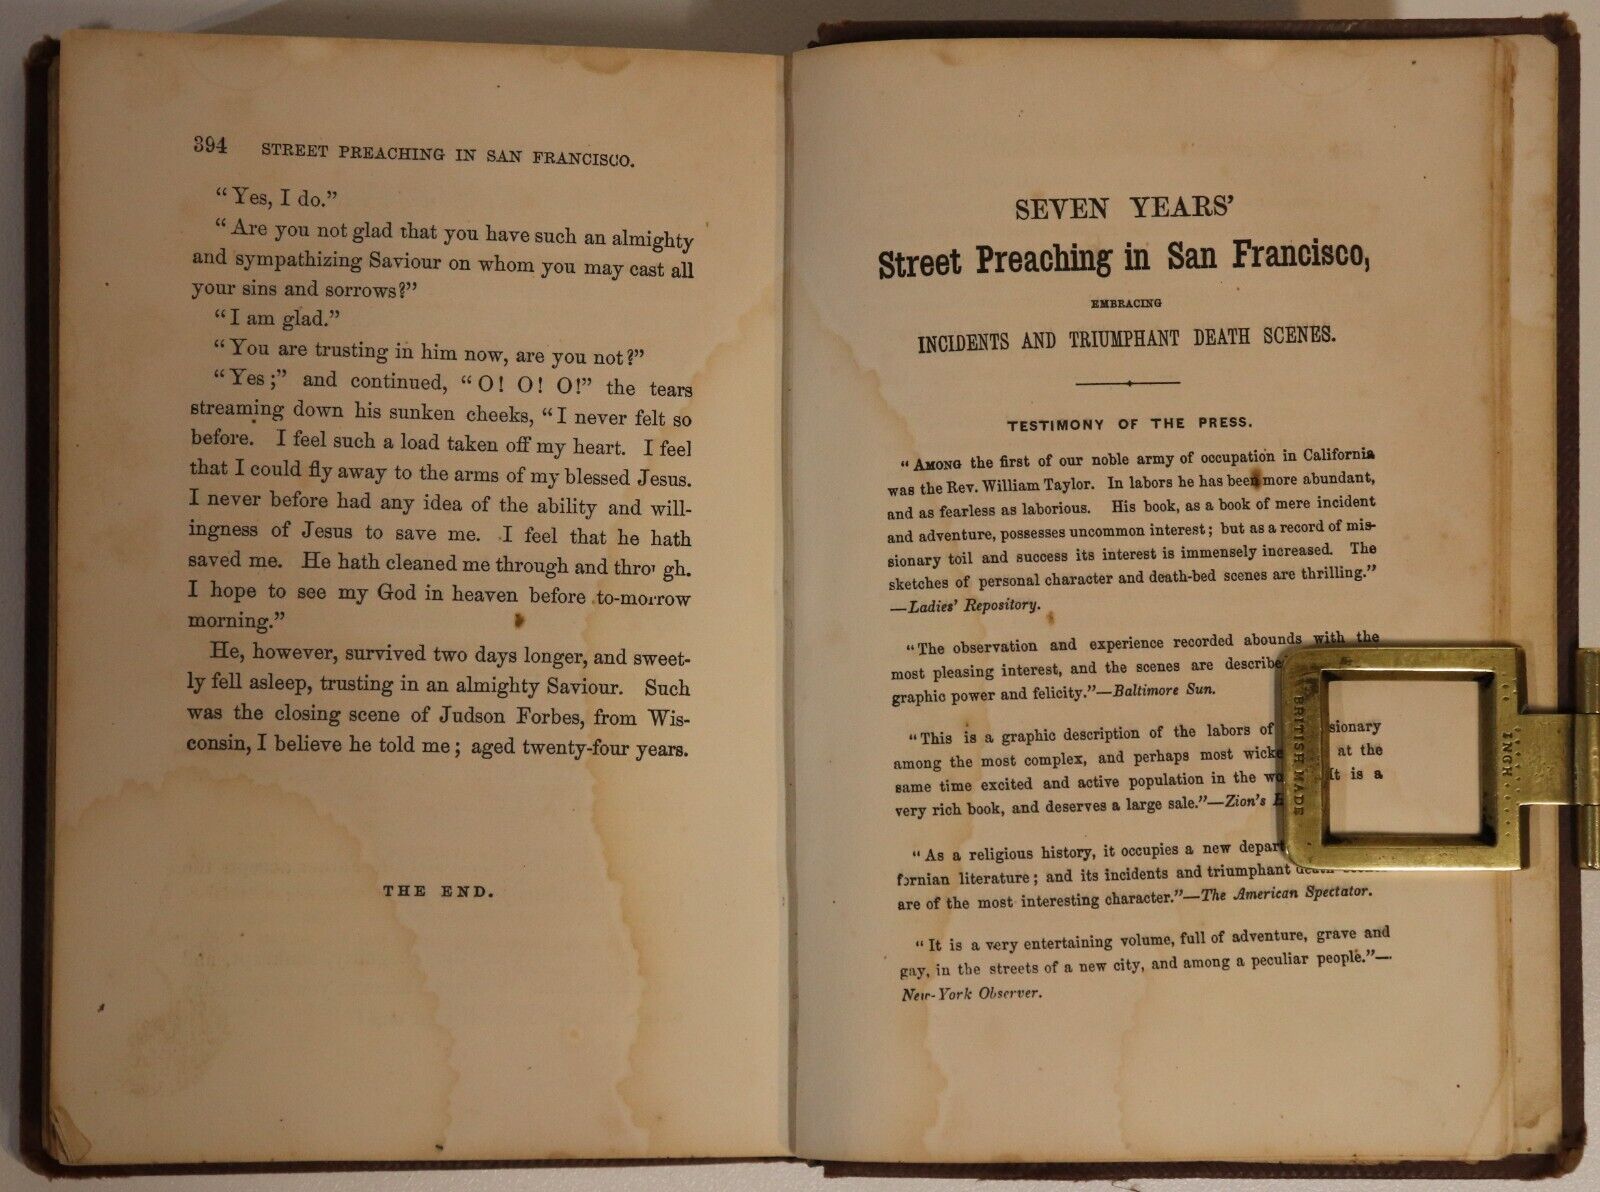 394 STREET PREACHING IN SAN FRANCISCO.
“Yes, I do.”
“Are you not glad that you have such an almighty
and sympathizing Saviour on whom you may cast all
your sins and sorrows?”
“I am glad.”
“You are trusting in him now, are you not?”
“Yes;” and continued, “O! O! O!” the tears
streaming down his sunken cheeks, “I never felt so
before. I feel such a load taken off my heart. I feel
that I could fly away to the arms of my blessed Jesus.
I never before had any idea of the ability and will-
ingness of Jesus to save me. I feel that he hath
saved me. He hath cleaned me through and thro gh.
I hope to see my God in heaven before to-morrow
morning.”
He, however, survived two days longer, and sweet-
ly fell asleep, trusting in an almighty Saviour. Such
was the closing scene of Judson Forbes, from Wis-
consin, I believe he told me; aged twenty-four years.
THE END.
SEVEN YEARS’
Street Preaching in San Francisco,
EMBRACING
INCIDENTS AND TRIUMPHANT DEATH SCENES.
TESTIMONY OF THE PRESS.
“AMONG the first of our noble army of occupation in California
was the Rev. William Taylor. In labors he has been more abundant,
and as fearless as laborious. His book, as a book of mere incident
and adventure, possesses uncommon interest; but as a record of mis-
sionary toil and success its interest is immensely increased. The
sketches of personal character and death-bed scenes are thrilling.”
—Ladies’ Repository.
“The observation and experience recorded abounds with the
most pleasing interest, and the scenes are describe
graphic power and felicity.”—Baltimore Sun.
“This is a graphic description of the labors of sionary
among the most complex, and perhaps most wicke at the
same time excited and active population in the wo It is a
very rich book, and deserves a large sale.”—Zion’s
“As a religious history, it occupies a new depart
fornian literature; and its incidents and triumphant death
are of the most interesting character.”—The American Spectator.
“It is a very entertaining volume, full of adventure, grave and
gay, in the streets of a new city, and among a peculiar people.”—
New-York Observer.
BRITISH MADE
INGH